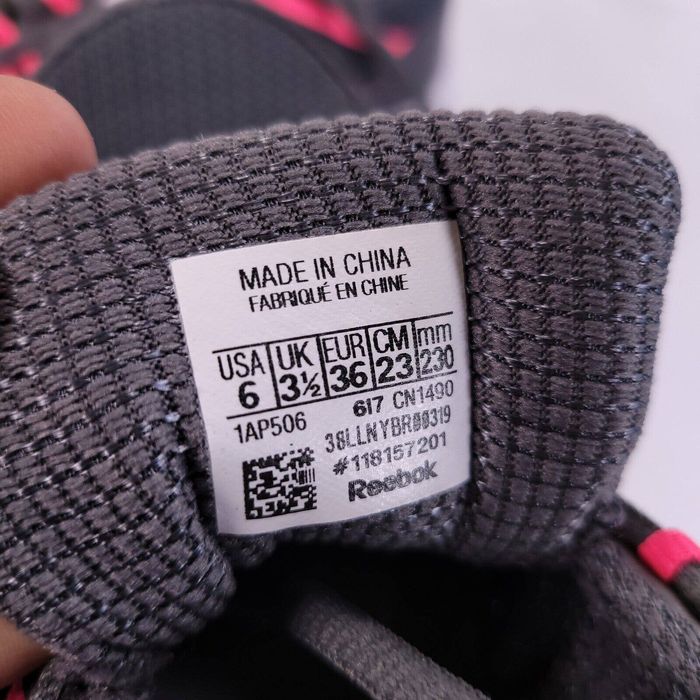 MADE IN CHINA
FABRIQUÉ EN CHINE
USA UK EUR CM mm
6 3½ 36 23 230
1AP506 6I7 CN1490
38LLNYBR00319
#118157201
Reebok